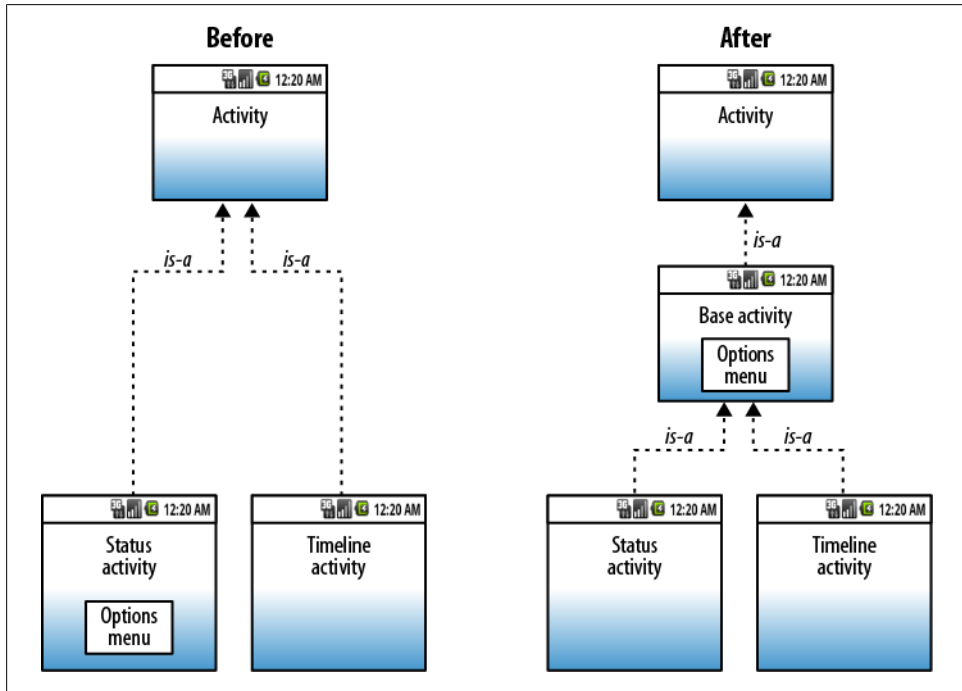 Before
12:20 AM
Activity
is-a
is-a
12:20 AM
Status
activity
Options
menu
12:20 AM
Timeline
activity
After
12:20 AM
Activity
is-a
12:20 AM
Base activity
Options
menu
is-a
is-a
12:20 AM
Status
activity
12:20 AM
Timeline
activity